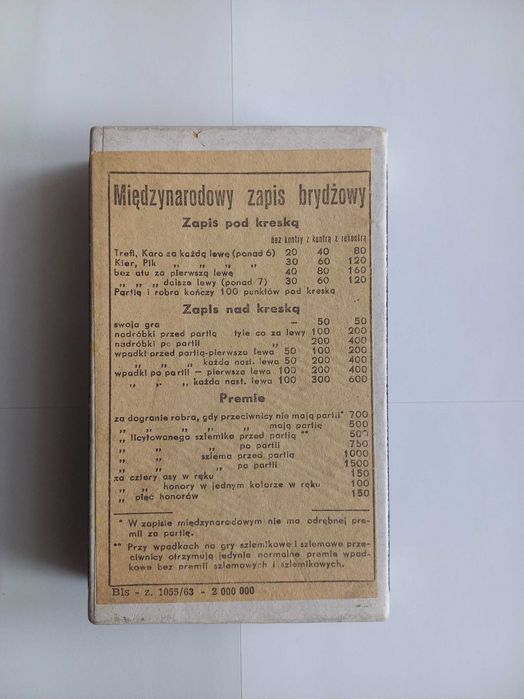 Międzynarodowy zapis brydżowy
Zapis pod kreską
bez kontry z kontrą z rekontrą
Trefl, Karo za każdą lewę (ponad 6) 20 40 80
Kier, Pik „ „ „ „ 30 60 120
bez atu za pierwszą lewę 40 80 160
„ „ „ dalsze lewy (ponad 7) 30 60 120
Partię i robra kończy 100 punktów pod kreską
Zapis nad kreską
swoja gra – 50 50
nadróbki przed partią tyle co za lewy 100 200
nadróbki po partii „ 200 400
wpadki przed partią-pierwsza lewa 50 100 200
„ „ „ każda nast. lewa 50 200 400
wpadki po partii – pierwsza lewa 100 200 400
„ „ „ każda nast. lewa 100 300 600
Premie
za dogranie robra, gdy przeciwnicy nie mają partii* 700
„ „ „ „ „ mają partię 500
„ licytowanego szlemika przed partią ** 500
„ „ „ po partii 750
„ „ szlema przed partią 1000
„ „ „ po partii 1500
za cztery asy w ręku 150
„ „ honory w jednym kolorze w ręku 100
„ pięć honorów 150
* W zapisie międzynarodowym nie ma odrębnej pre-
mii za partię.
** Przy wpadkach na gry szlemikowe i szlemowe prze-
ciwnicy otrzymują jedynie normalne premie wpad-
kowe bez premii szlemowych i szlemikowych.
Bls - z. 1055/63 - 2 000 000